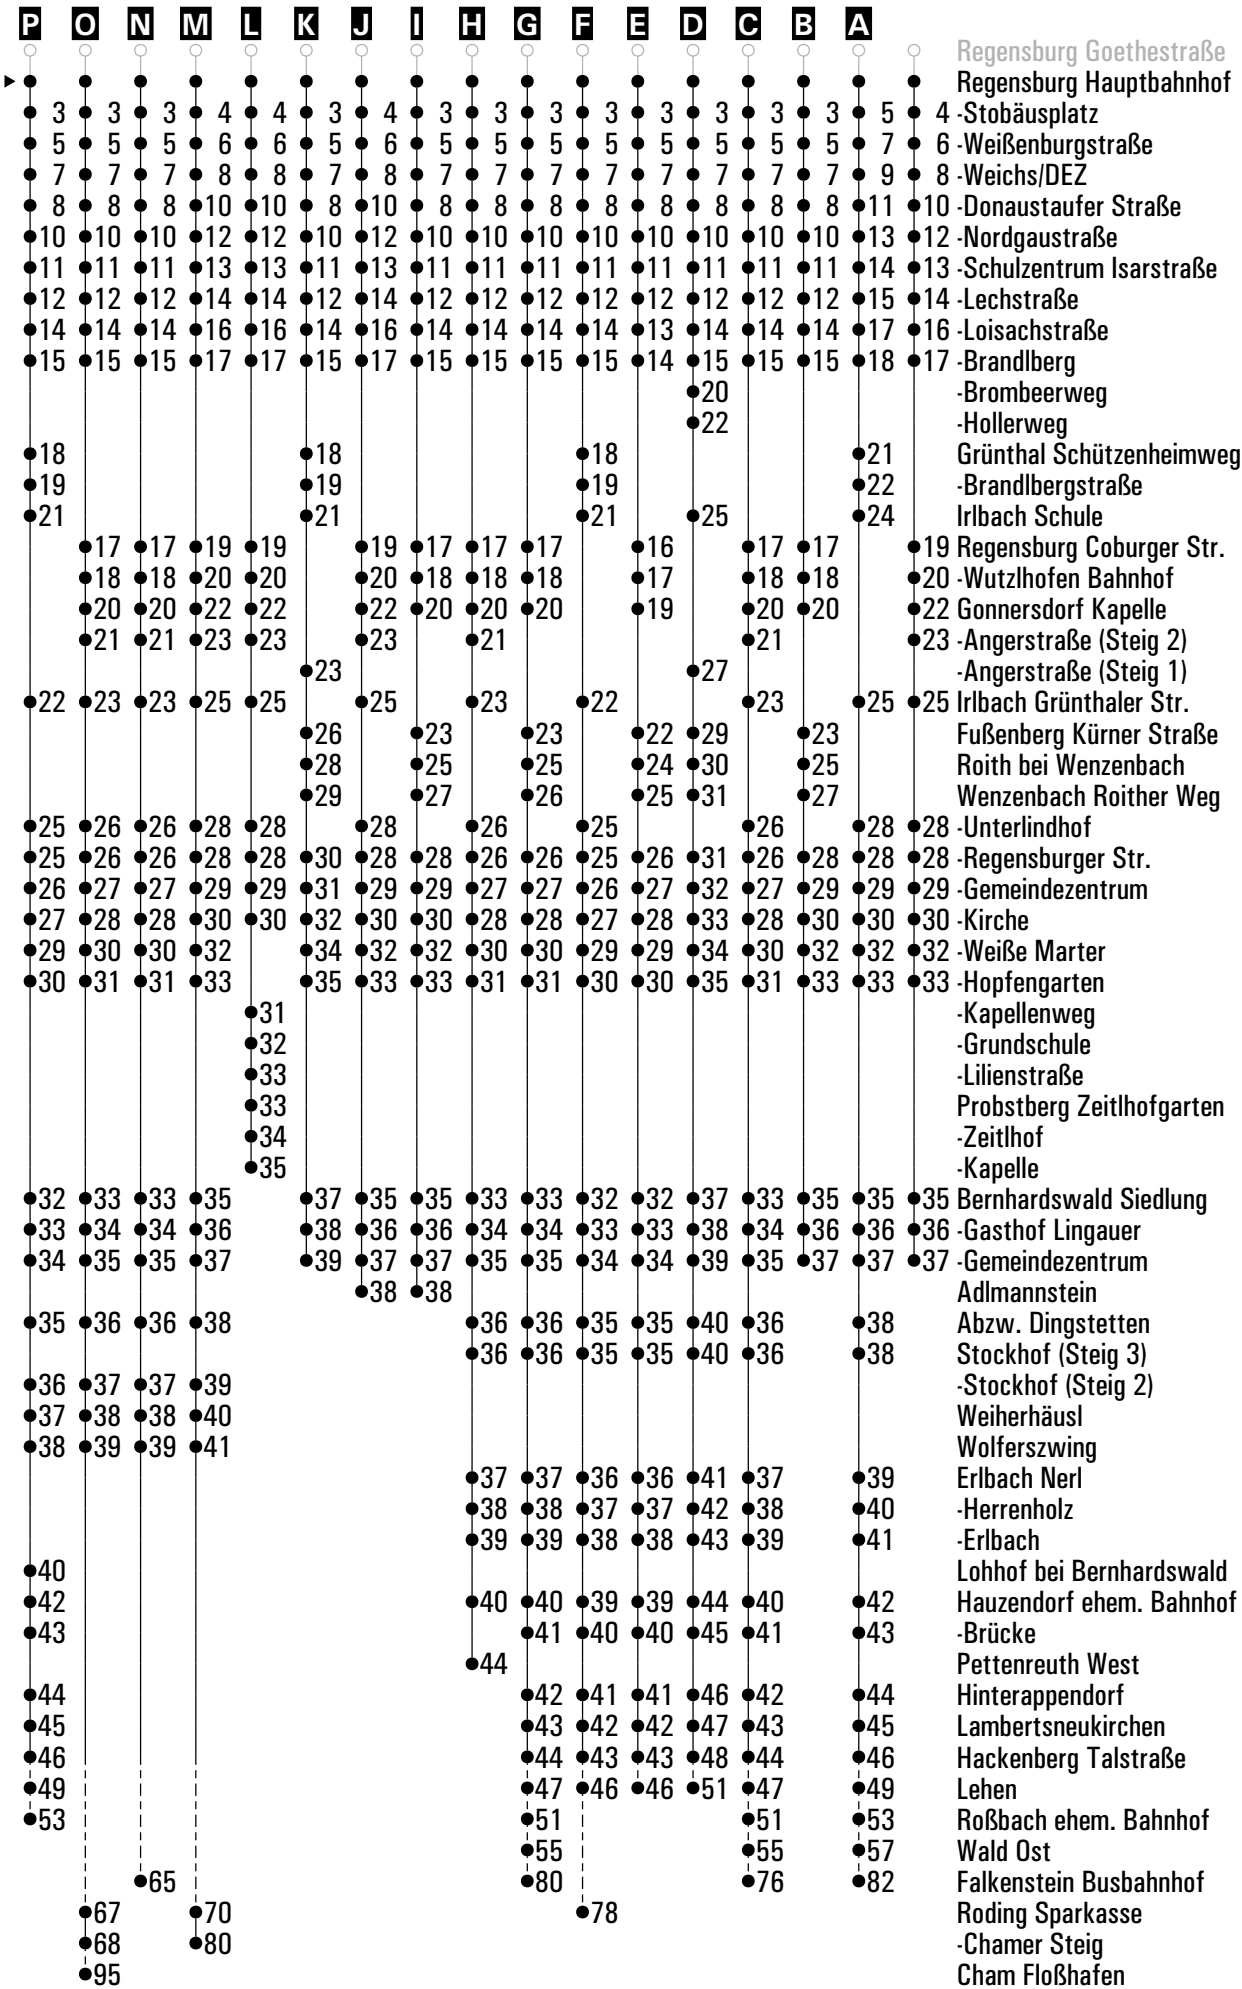 P O N M L K J I H G F E D C B A
Regensburg Goethestraße
Regensburg Hauptbahnhof
3 3 3 4 4 3 4 3 3 3 3 3 3 3 3 5 4 -Stobäusplatz
5 5 5 6 6 5 6 5 5 5 5 5 5 5 5 7 6 -Weißenburgstraße
7 7 7 8 8 7 8 7 7 7 7 7 7 7 7 9 8 -Weichs/DEZ
8 8 8 10 10 8 10 8 8 8 8 8 8 8 8 11 10 -Donaustaufer Straße
10 10 10 12 12 10 12 10 10 10 10 10 10 10 10 13 12 -Nordgaustraße
11 11 11 13 13 11 13 11 11 11 11 11 11 11 11 14 13 -Schulzentrum Isarstraße
12 12 12 14 14 12 14 12 12 12 12 12 12 12 12 15 14 -Lechstraße
14 14 14 16 16 14 16 14 14 14 14 13 14 14 14 17 16 -Loisachstraße
15 15 15 17 17 15 17 15 15 15 15 14 15 15 15 18 17 -Brandlberg
20 -Brombeerweg
22 -Hollerweg
18 18 18 21 Grünthal Schützenheimweg
19 19 19 22 -Brandlbergstraße
21 21 21 25 24 Irlbach Schule
17 17 19 19 19 17 17 17 16 17 17 19 Regensburg Coburger Str.
18 18 20 20 20 18 18 18 17 18 18 20 -Wutzlhofen Bahnhof
20 20 22 22 22 20 20 20 19 20 20 22 Gonnersdorf Kapelle
21 21 23 23 23 21 21 23 -Angerstraße (Steig 2)
23 27 -Angerstraße (Steig 1)
22 23 23 25 25 25 23 22 23 25 25 Irlbach Grünthaler Str.
26 23 23 22 29 23 Fußenberg Kürner Straße
28 25 25 24 30 25 Roith bei Wenzenbach
29 27 26 25 31 27 Wenzenbach Roither Weg
25 26 26 28 28 28 26 25 26 28 28 -Unterlindhof
25 26 26 28 28 30 28 28 26 26 25 26 31 26 28 28 28 -Regensburger Str.
26 27 27 29 29 31 29 29 27 27 26 27 32 27 29 29 29 -Gemeindezentrum
27 28 28 30 30 32 30 30 28 28 27 28 33 28 30 30 30 -Kirche
29 30 30 32 34 32 32 30 30 29 29 34 30 32 32 32 -Weiße Marter
30 31 31 33 35 33 33 31 31 30 30 35 31 33 33 33 -Hopfengarten
31 -Kapellenweg
32 -Grundschule
33 -Lilienstraße
33 Probstberg Zeitlhofgarten
34 -Zeitlhof
35 -Kapelle
32 33 33 35 37 35 35 33 33 32 32 37 33 35 35 35 Bernhardswald Siedlung
33 34 34 36 38 36 36 34 34 33 33 38 34 36 36 36 -Gasthof Lingauer
34 35 35 37 39 37 37 35 35 34 34 39 35 37 37 37 -Gemeindezentrum
38 38 Adlmannstein
35 36 36 38 36 36 35 35 40 36 38 Abzw. Dingstetten
36 36 35 35 40 36 38 Stockhof (Steig 3)
36 37 37 39 -Stockhof (Steig 2)
37 38 38 40 Weiherhäusl
38 39 39 41 Wolferszwing
37 37 36 36 41 37 39 Erlbach Nerl
38 38 37 37 42 38 40 -Herrenholz
39 39 38 38 43 39 41 -Erlbach
40 Lohhof bei Bernhardswald
42 40 40 39 39 44 40 42 Hauzendorf ehem. Bahnhof
43 41 40 40 45 41 43 -Brücke
44 Pettenreuth West
44 42 41 41 46 42 44 Hinterappendorf
45 43 42 42 47 43 45 Lambertsneukirchen
46 44 43 43 48 44 46 Hackenberg Talstraße
49 47 46 46 51 47 49 Lehen
53 51 51 53 Roßbach ehem. Bahnhof
55 55 57 Wald Ost
65 80 76 82 Falkenstein Busbahnhof
67 70 78 Roding Sparkasse
68 80 -Chamer Steig
95 Cham Floßhafen